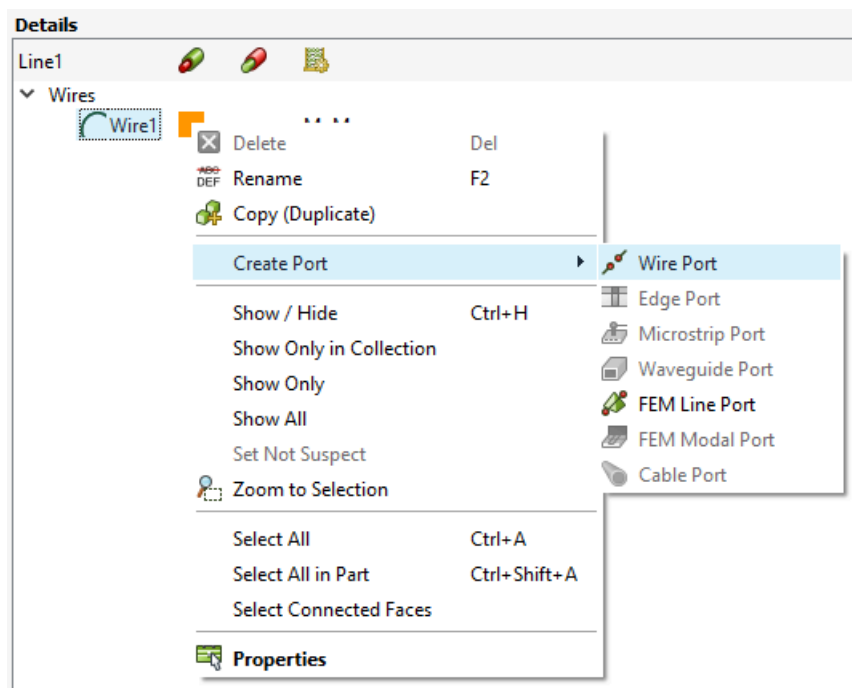 Details
Line1
Wires
Wire1
Delete Del
ABC
DEF
Rename F2
Copy (Duplicate)
Create Port
Wire Port
Edge Port
Show / Hide Ctrl+H
Microstrip Port
Show Only in Collection
Waveguide Port
Show Only
FEM Line Port
Show All
FEM Modal Port
Set Not Suspect
Cable Port
Zoom to Selection
Select All Ctrl+A
Select All in Part Ctrl+Shift+A
Select Connected Faces
Properties